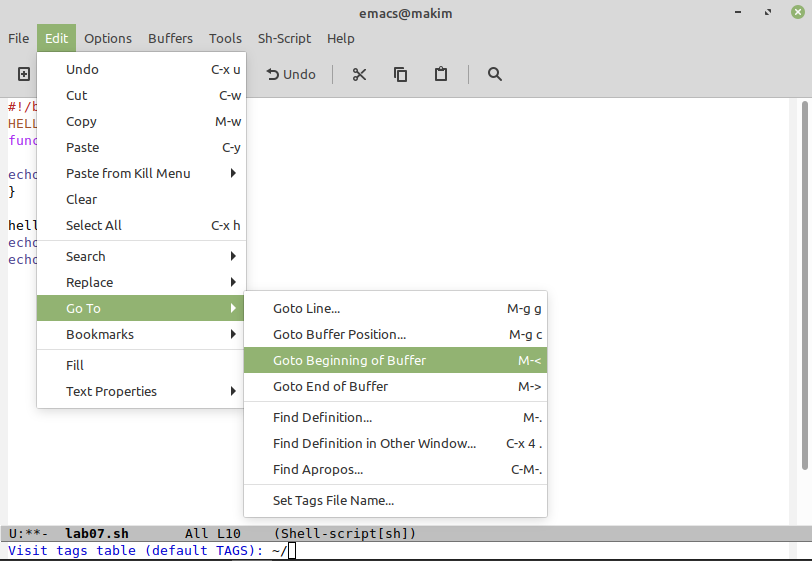 emacs@makim
File Edit Options Buffers Tools Sh-Script Help
Undo
Undo C-x u
Cut C-w
Copy M-w
Paste C-y
Paste from Kill Menu
Clear
Select All C-x h
Search
Replace
Go To
Bookmarks
Fill
Text Properties
Goto Line... M-g g
Goto Buffer Position... M-g c
Goto Beginning of Buffer M-<
Goto End of Buffer M->
Find Definition... M-.
Find Definition in Other Window... C-x 4 .
Find Apropos... C-M-.
Set Tags File Name...
#!/b
HELL
func
echo
}
hell
echo
echo
U:**- lab07.sh All L10 (Shell-script[sh])
Visit tags table (default TAGS): ~/